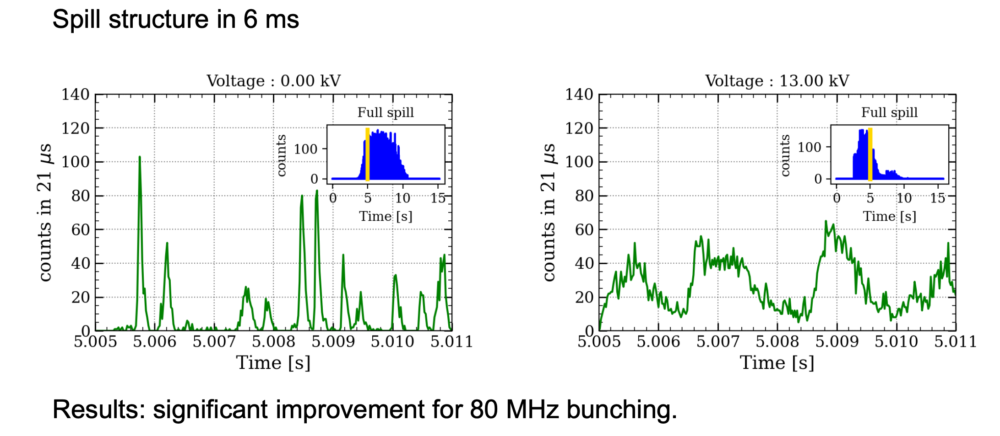 Spill structure in 6 ms
Voltage : 0.00 kV
140
120
100
80
60
40
20
0
counts in 21 μs
5.005 5.006 5.007 5.008 5.009 5.010 5.011
Time [s]
Full spill
counts
100
0
0 5 10 15
Time [s]
Voltage : 13.00 kV
140
120
100
80
60
40
20
0
counts in 21 μs
5.005 5.006 5.007 5.008 5.009 5.010 5.011
Time [s]
Full spill
counts
100
0
0 5 10 15
Time [s]
Results: significant improvement for 80 MHz bunching.